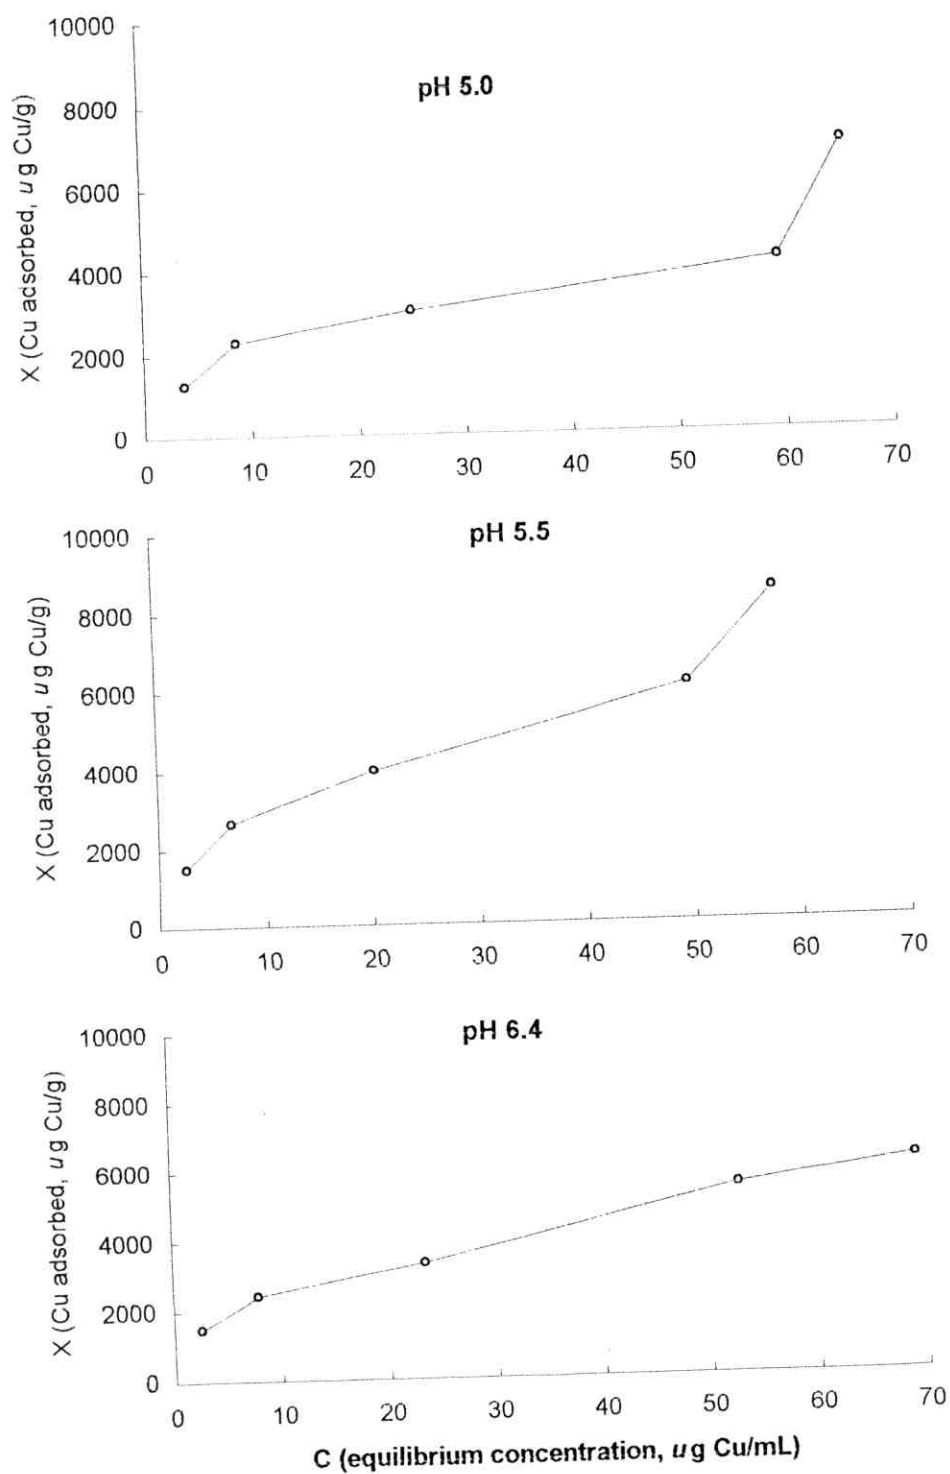 pH 5.0
X (Cu adsorbed, ug Cu/g)
10000
8000
6000
4000
2000
0
0 10 20 30 40 50 60 70
pH 5.5
X (Cu adsorbed, ug Cu/g)
10000
8000
6000
4000
2000
0
0 10 20 30 40 50 60 70
pH 6.4
X (Cu adsorbed, ug Cu/g)
10000
8000
6000
4000
2000
0
0 10 20 30 40 50 60 70
C (equilibrium concentration, ug Cu/mL)